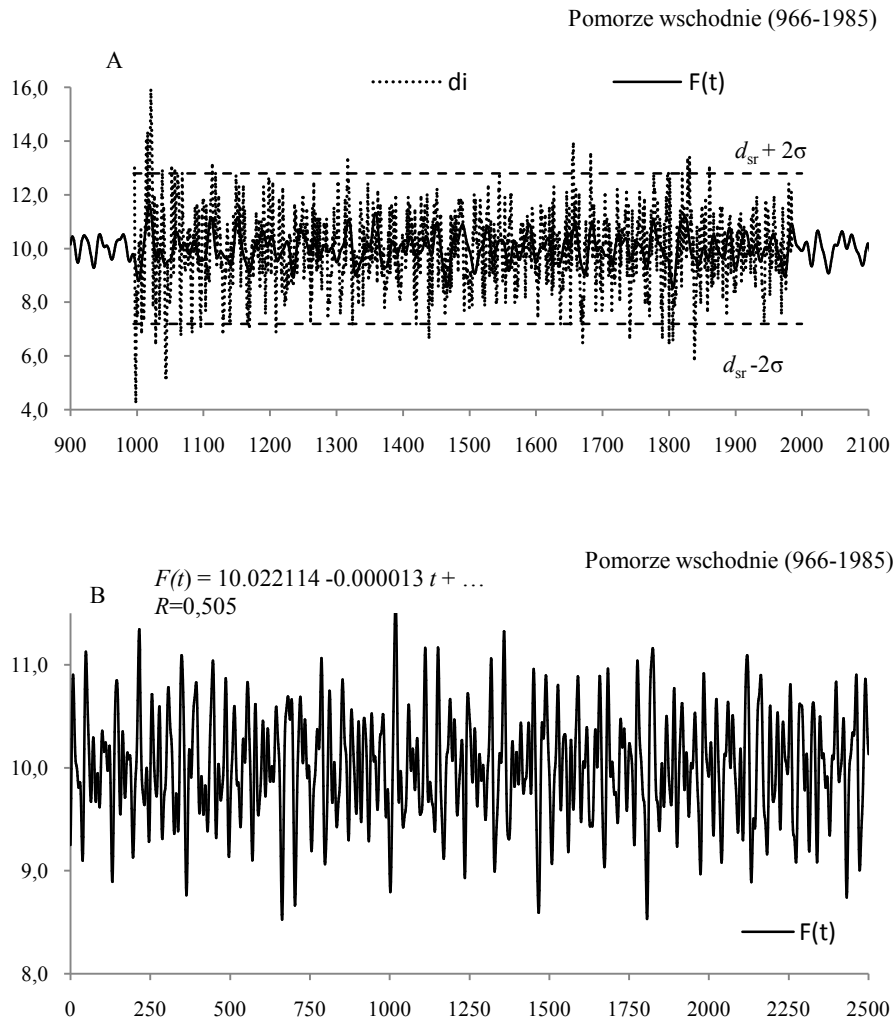 Pomorze wschodnie (966-1985)
A
di F(t)
16,0
14,0
dsr + 2σ
12,0
10,0
8,0
dsr -2σ
6,0
4,0
900 1000 1100 1200 1300 1400 1500 1600 1700 1800 1900 2000 2100
Pomorze wschodnie (966-1985)
F(t) = 10.022114 -0.000013 t + …
B
R=0,505
11,0
10,0
9,0
F(t)
8,0
0 250 500 750 1000 1250 1500 1750 2000 2250 2500